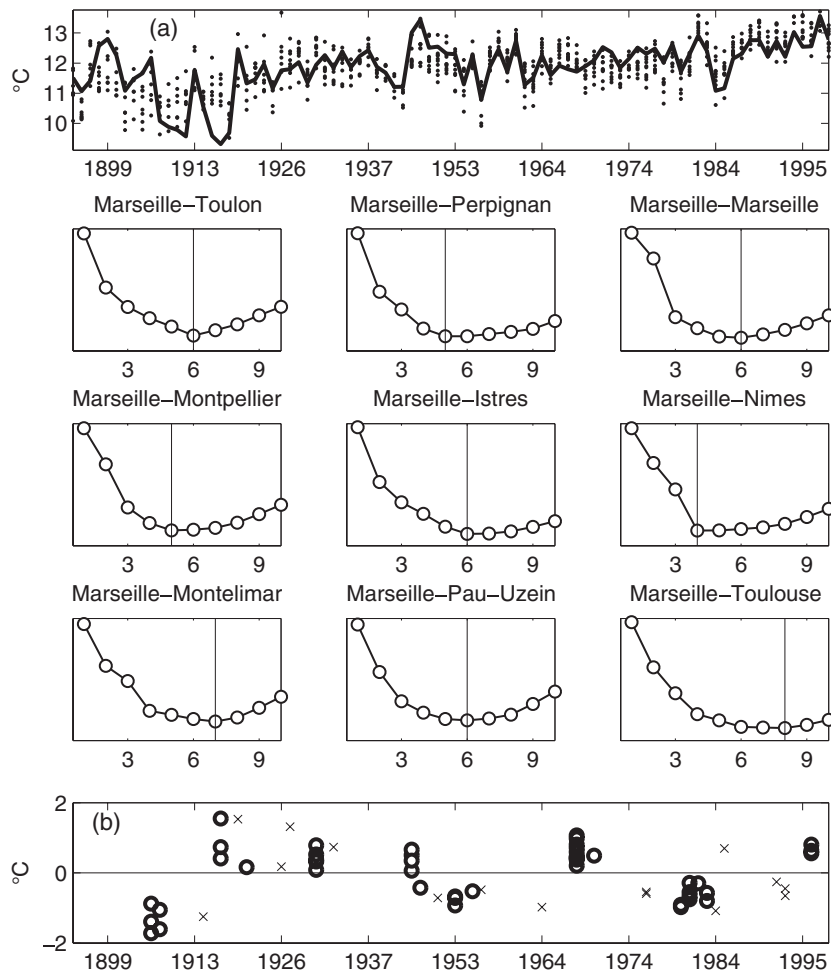 (a)
°C
13
12
11
10
1899 1913 1926 1937 1953 1964 1974 1984 1995
Marseille–Toulon Marseille–Perpignan Marseille–Marseille
3 6 9 3 6 9 3 6 9
Marseille–Montpellier Marseille–Istres Marseille–Nimes
3 6 9 3 6 9 3 6 9
Marseille–Montelimar Marseille–Pau–Uzein Marseille–Toulouse
3 6 9 3 6 9 3 6 9
(b)
°C
2
0
−2
1899 1913 1926 1937 1953 1964 1974 1984 1995